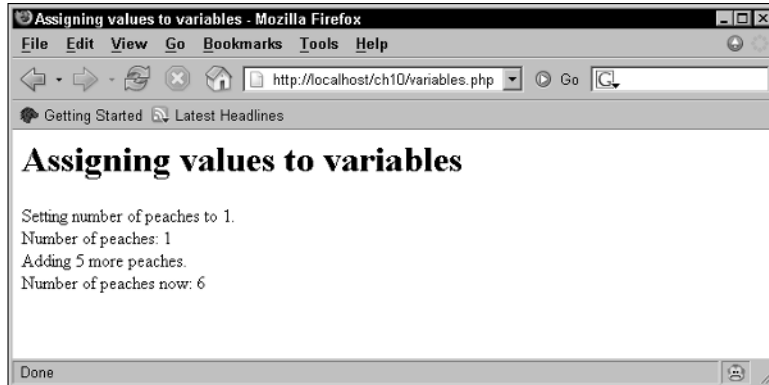 Assigning values to variables - Mozilla Firefox
File Edit View Go Bookmarks Tools Help
http://localhost/ch10/variables.php Go G
Getting Started Latest Headlines
Assigning values to variables
Setting number of peaches to 1.
Number of peaches: 1
Adding 5 more peaches.
Number of peaches now: 6
Done